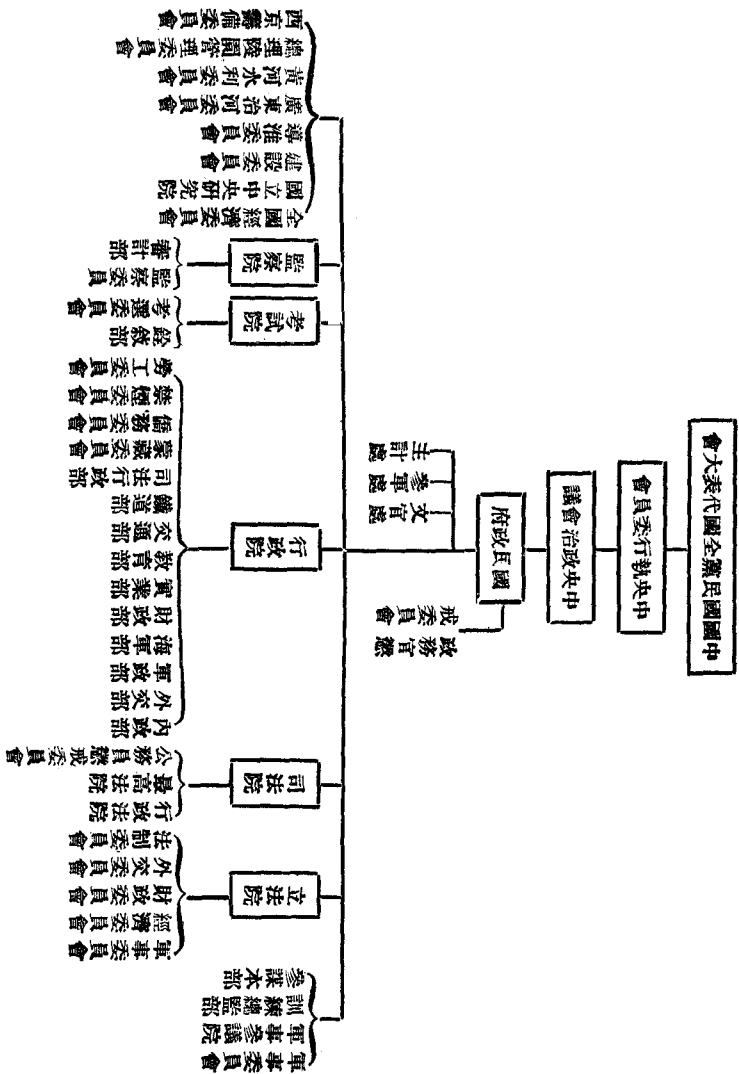 中國國民黨全國代表大會
中央執行委員會
中央政治會議
國民政府
政務官懲戒委員會
文官處
參軍處
主計處
軍事委員會
軍事參議院
訓練總監部
參謀本部
立法院
軍事委員會
經濟委員會
財政委員會
外交委員會
法制委員會
司法院
行政法院
最高法院
公務員懲戒委員會
行政院
內政部
外交部
軍政部
海軍部
財政部
實業部
教育部
交通部
鐵道部
司法行政部
蒙藏委員會
僑務委員會
禁煙委員會
勞工委員會
考試院
銓敘部
考選委員會
監察院
監察委員
審計部
全國經濟委員會
國立中央研究院
建設委員會
導淮委員會
廣東治河委員會
黃河水利委員會
總理陵園管理委員會
西京籌備委員會